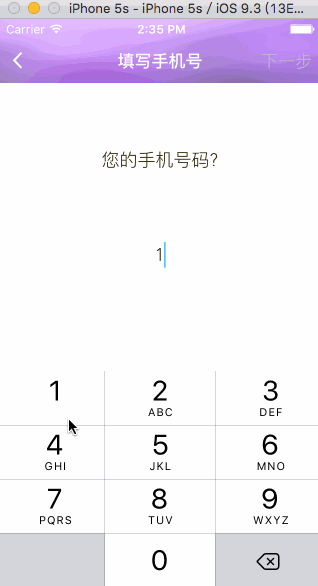 iPhone 5s - iPhone 5s / iOS 9.3 (13E...
Carrier 2:35 PM
填写手机号 下一步
您的手机号码?
1
1 2 3
ABC DEF
4 5 6
GHI JKL MNO
7 8 9
PQRS TUV WXYZ
0